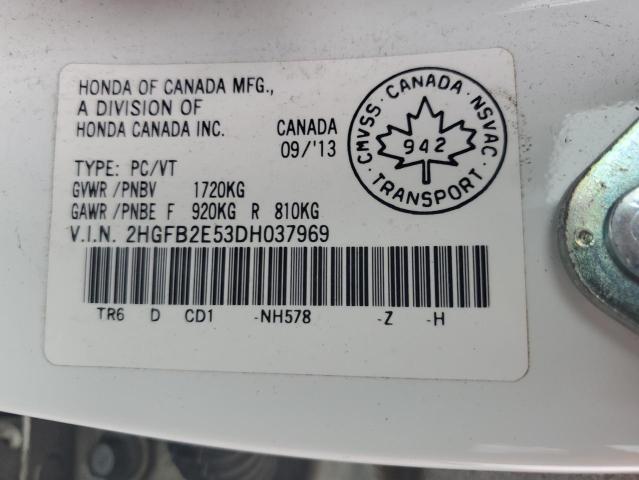 HONDA OF CANADA MFG.,
A DIVISION OF
HONDA CANADA INC.
CANADA
09/'13
CMVSS · CANADA · NSVAC
942
TRANSPORT
TYPE: PC/VT
GVWR /PNBV 1720KG
GAWR /PNBE F 920KG R 810KG
V.I.N. 2HGFB2E53DH037969
TR6 D CD1 -NH578 -Z -H